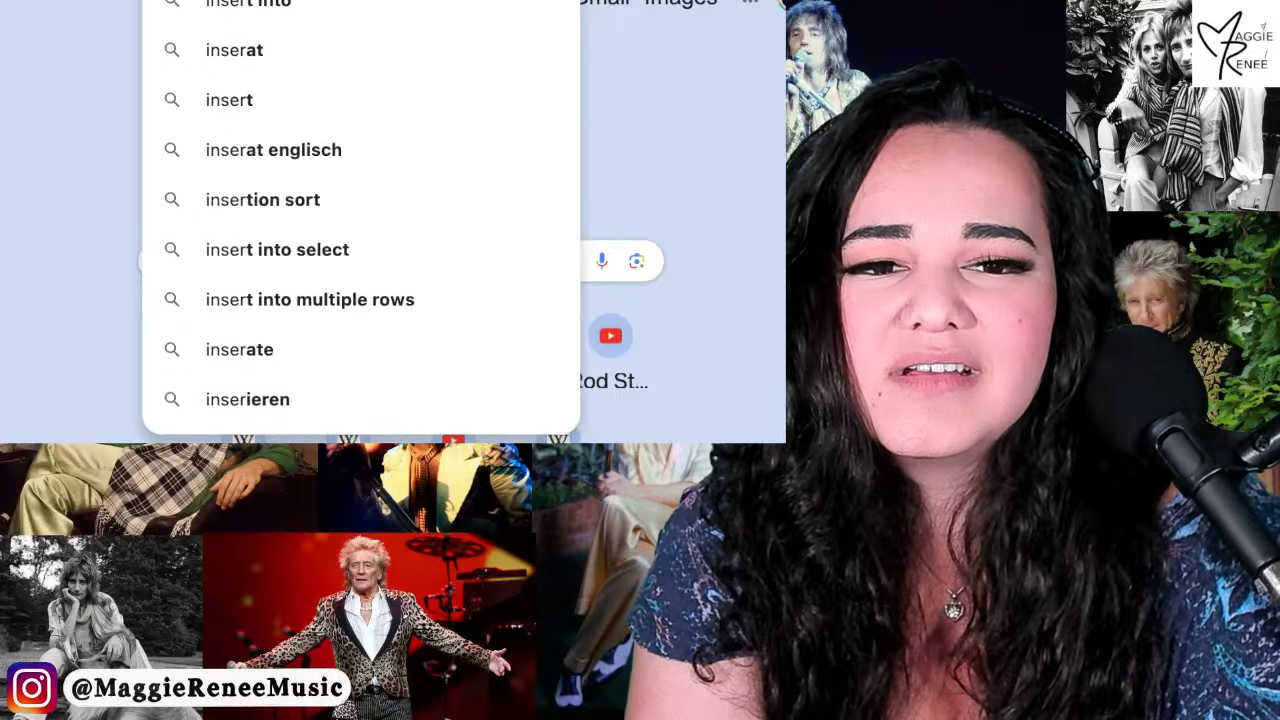 insert into
Gmail Images
inserat
insert
inserat englisch
insertion sort
insert into select
insert into multiple rows
inserate
inserieren
Rod St...
MAGGIE
RENEE
@MaggieReneeMusic